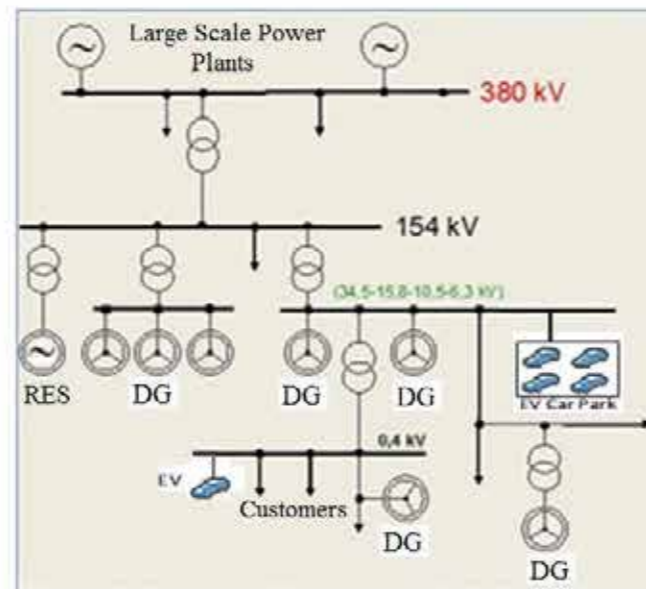 Large Scale Power
Plants
380 kV
154 kV
(34,5-15,8-10,5-6,3 kV)
RES
DG
DG
DG
EV Car Park
0,4 kV
EV
Customers
DG
DG